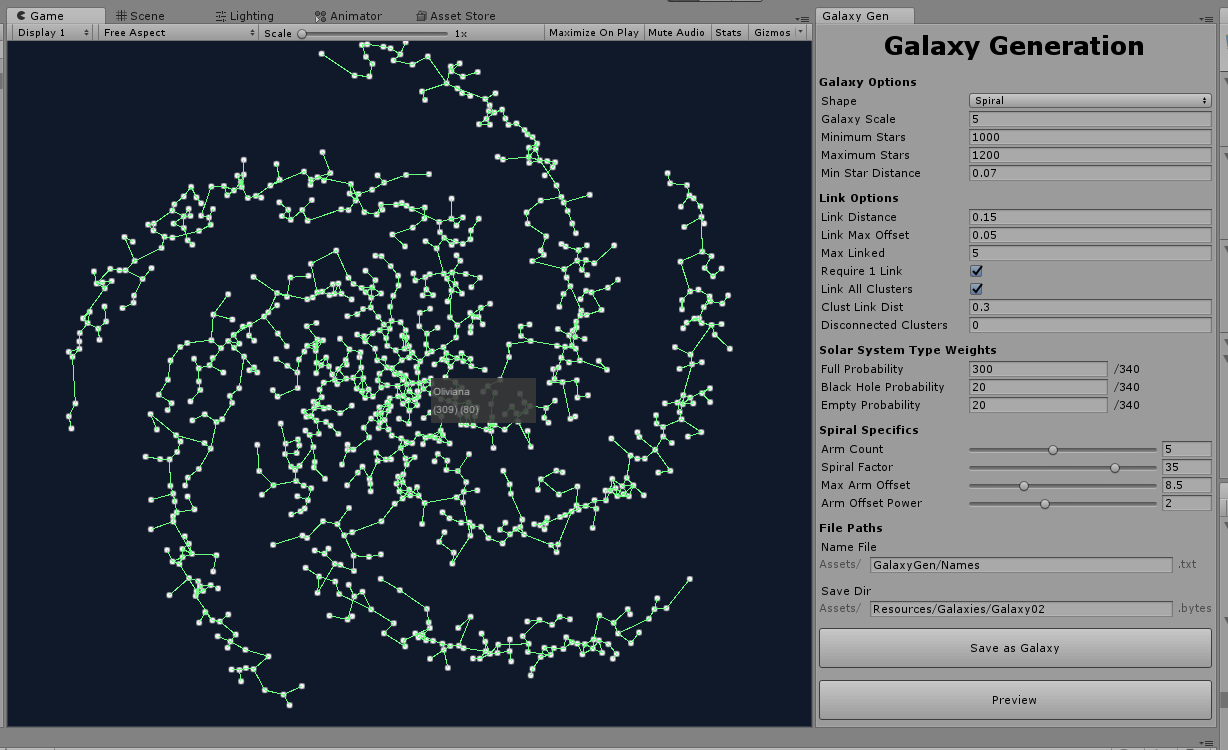 Game Scene Lighting Animator Asset Store
Display 1 Free Aspect Scale 1x Maximize On Play Mute Audio Stats Gizmos
Oliviana
(309) (80)
Galaxy Gen
Galaxy Generation
Galaxy Options
Shape Spiral
Galaxy Scale 5
Minimum Stars 1000
Maximum Stars 1200
Min Star Distance 0.07
Link Options
Link Distance 0.15
Link Max Offset 0.05
Max Linked 5
Require 1 Link
Link All Clusters
Clust Link Dist 0.3
Disconnected Clusters 0
Solar System Type Weights
Full Probability 300 /340
Black Hole Probability 20 /340
Empty Probability 20 /340
Spiral Specifics
Arm Count 5
Spiral Factor 35
Max Arm Offset 8.5
Arm Offset Power 2
File Paths
Name File
Assets/ GalaxyGen/Names .txt
Save Dir
Assets/ Resources/Galaxies/Galaxy02 .bytes
Save as Galaxy
Preview